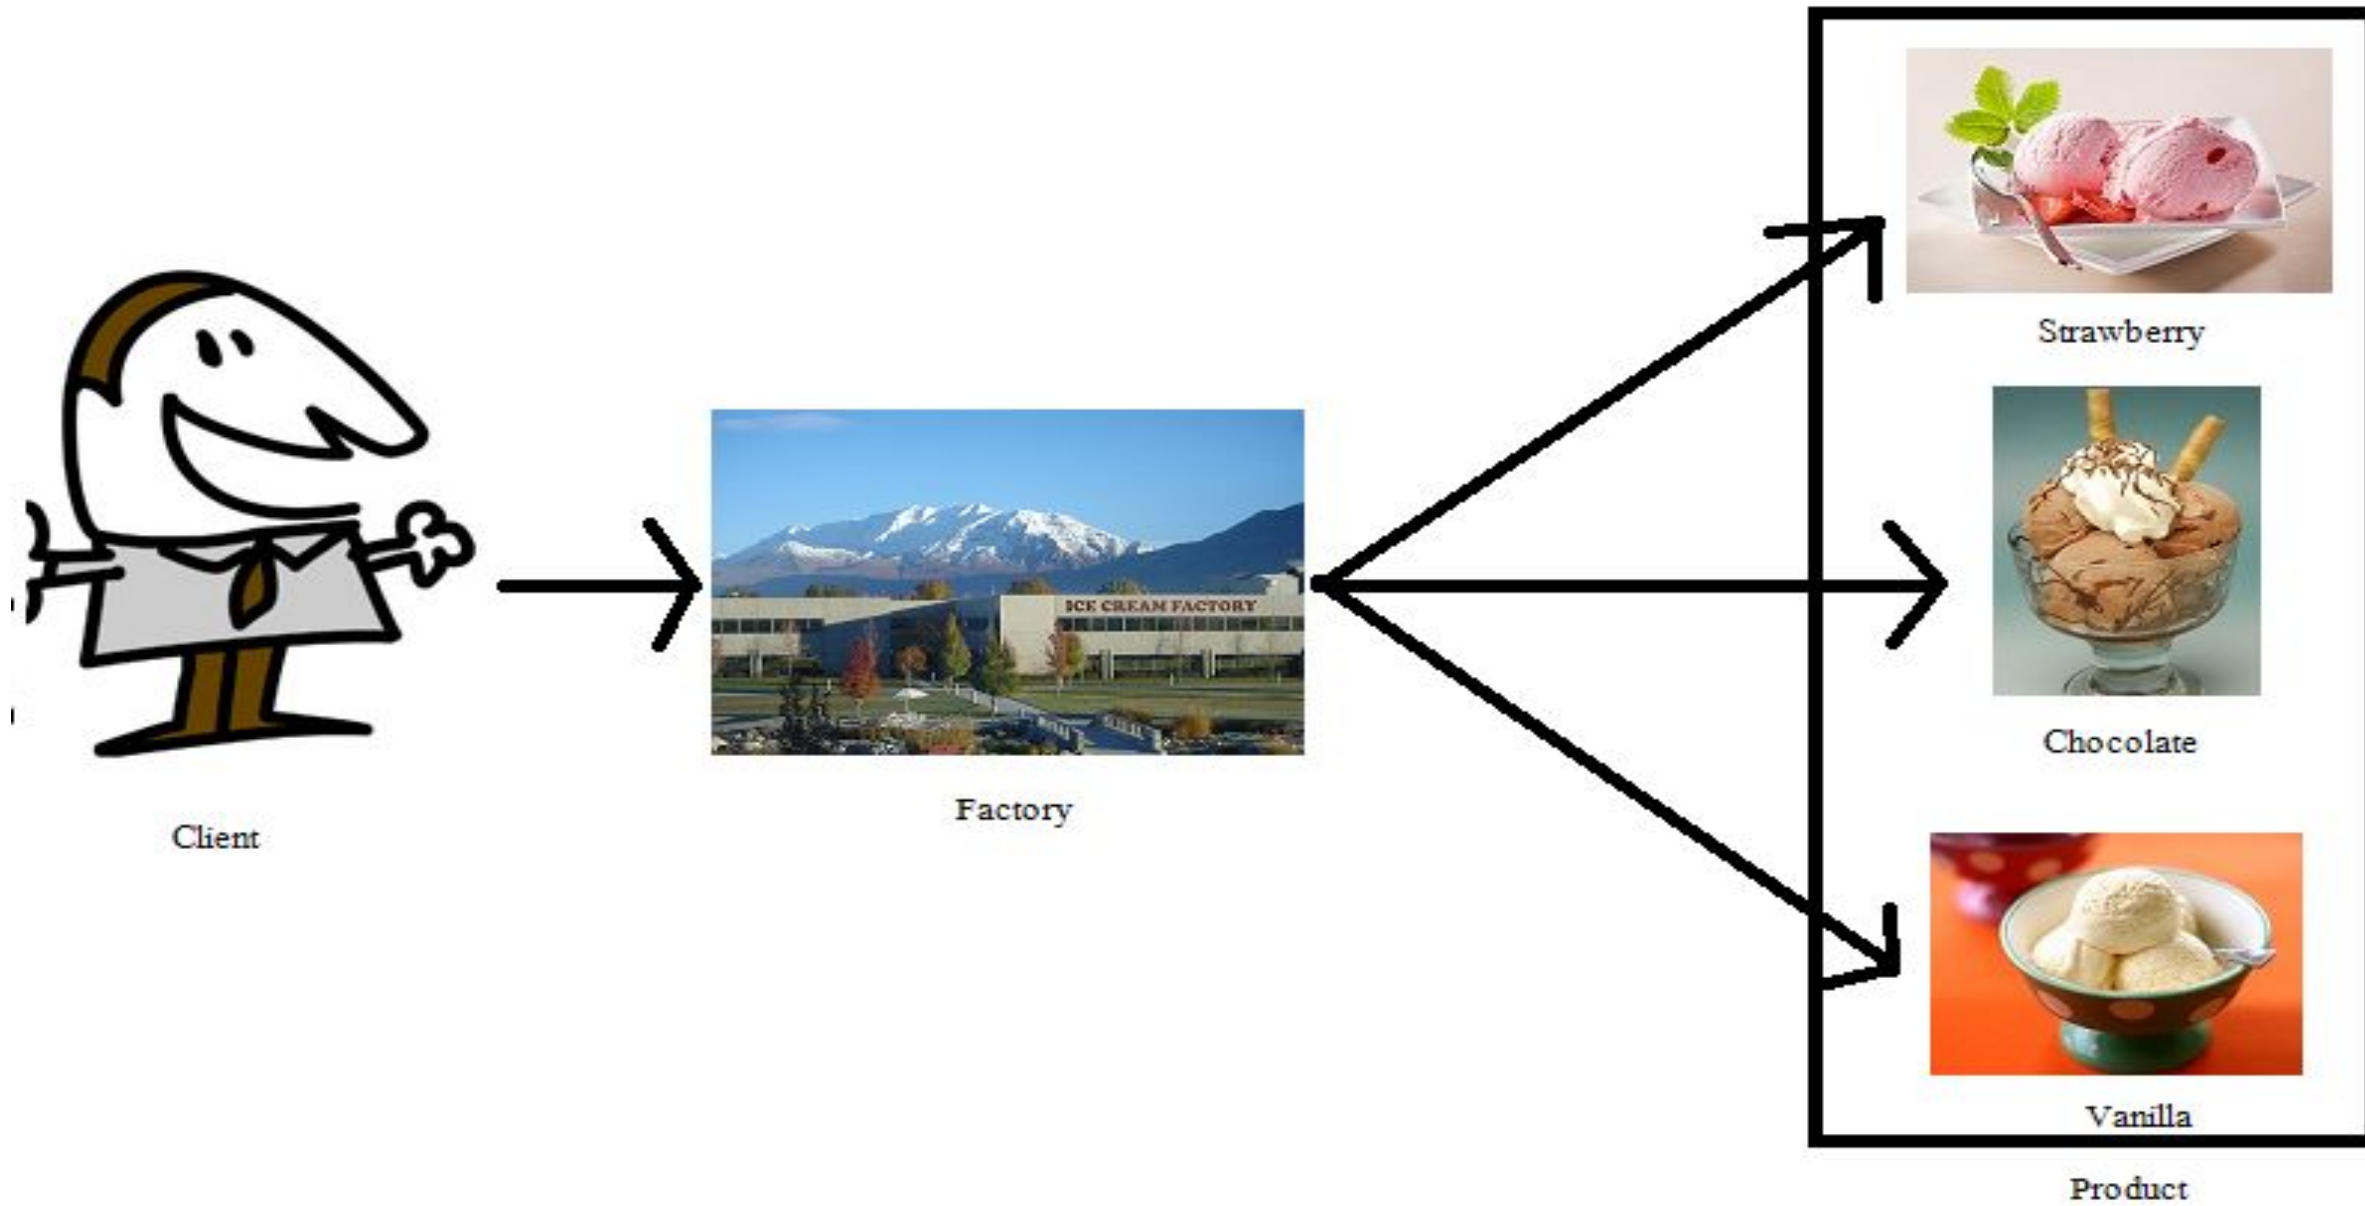 Client
ICE CREAM FACTORY
Factory
Strawberry
Chocolate
Vanilla
Product